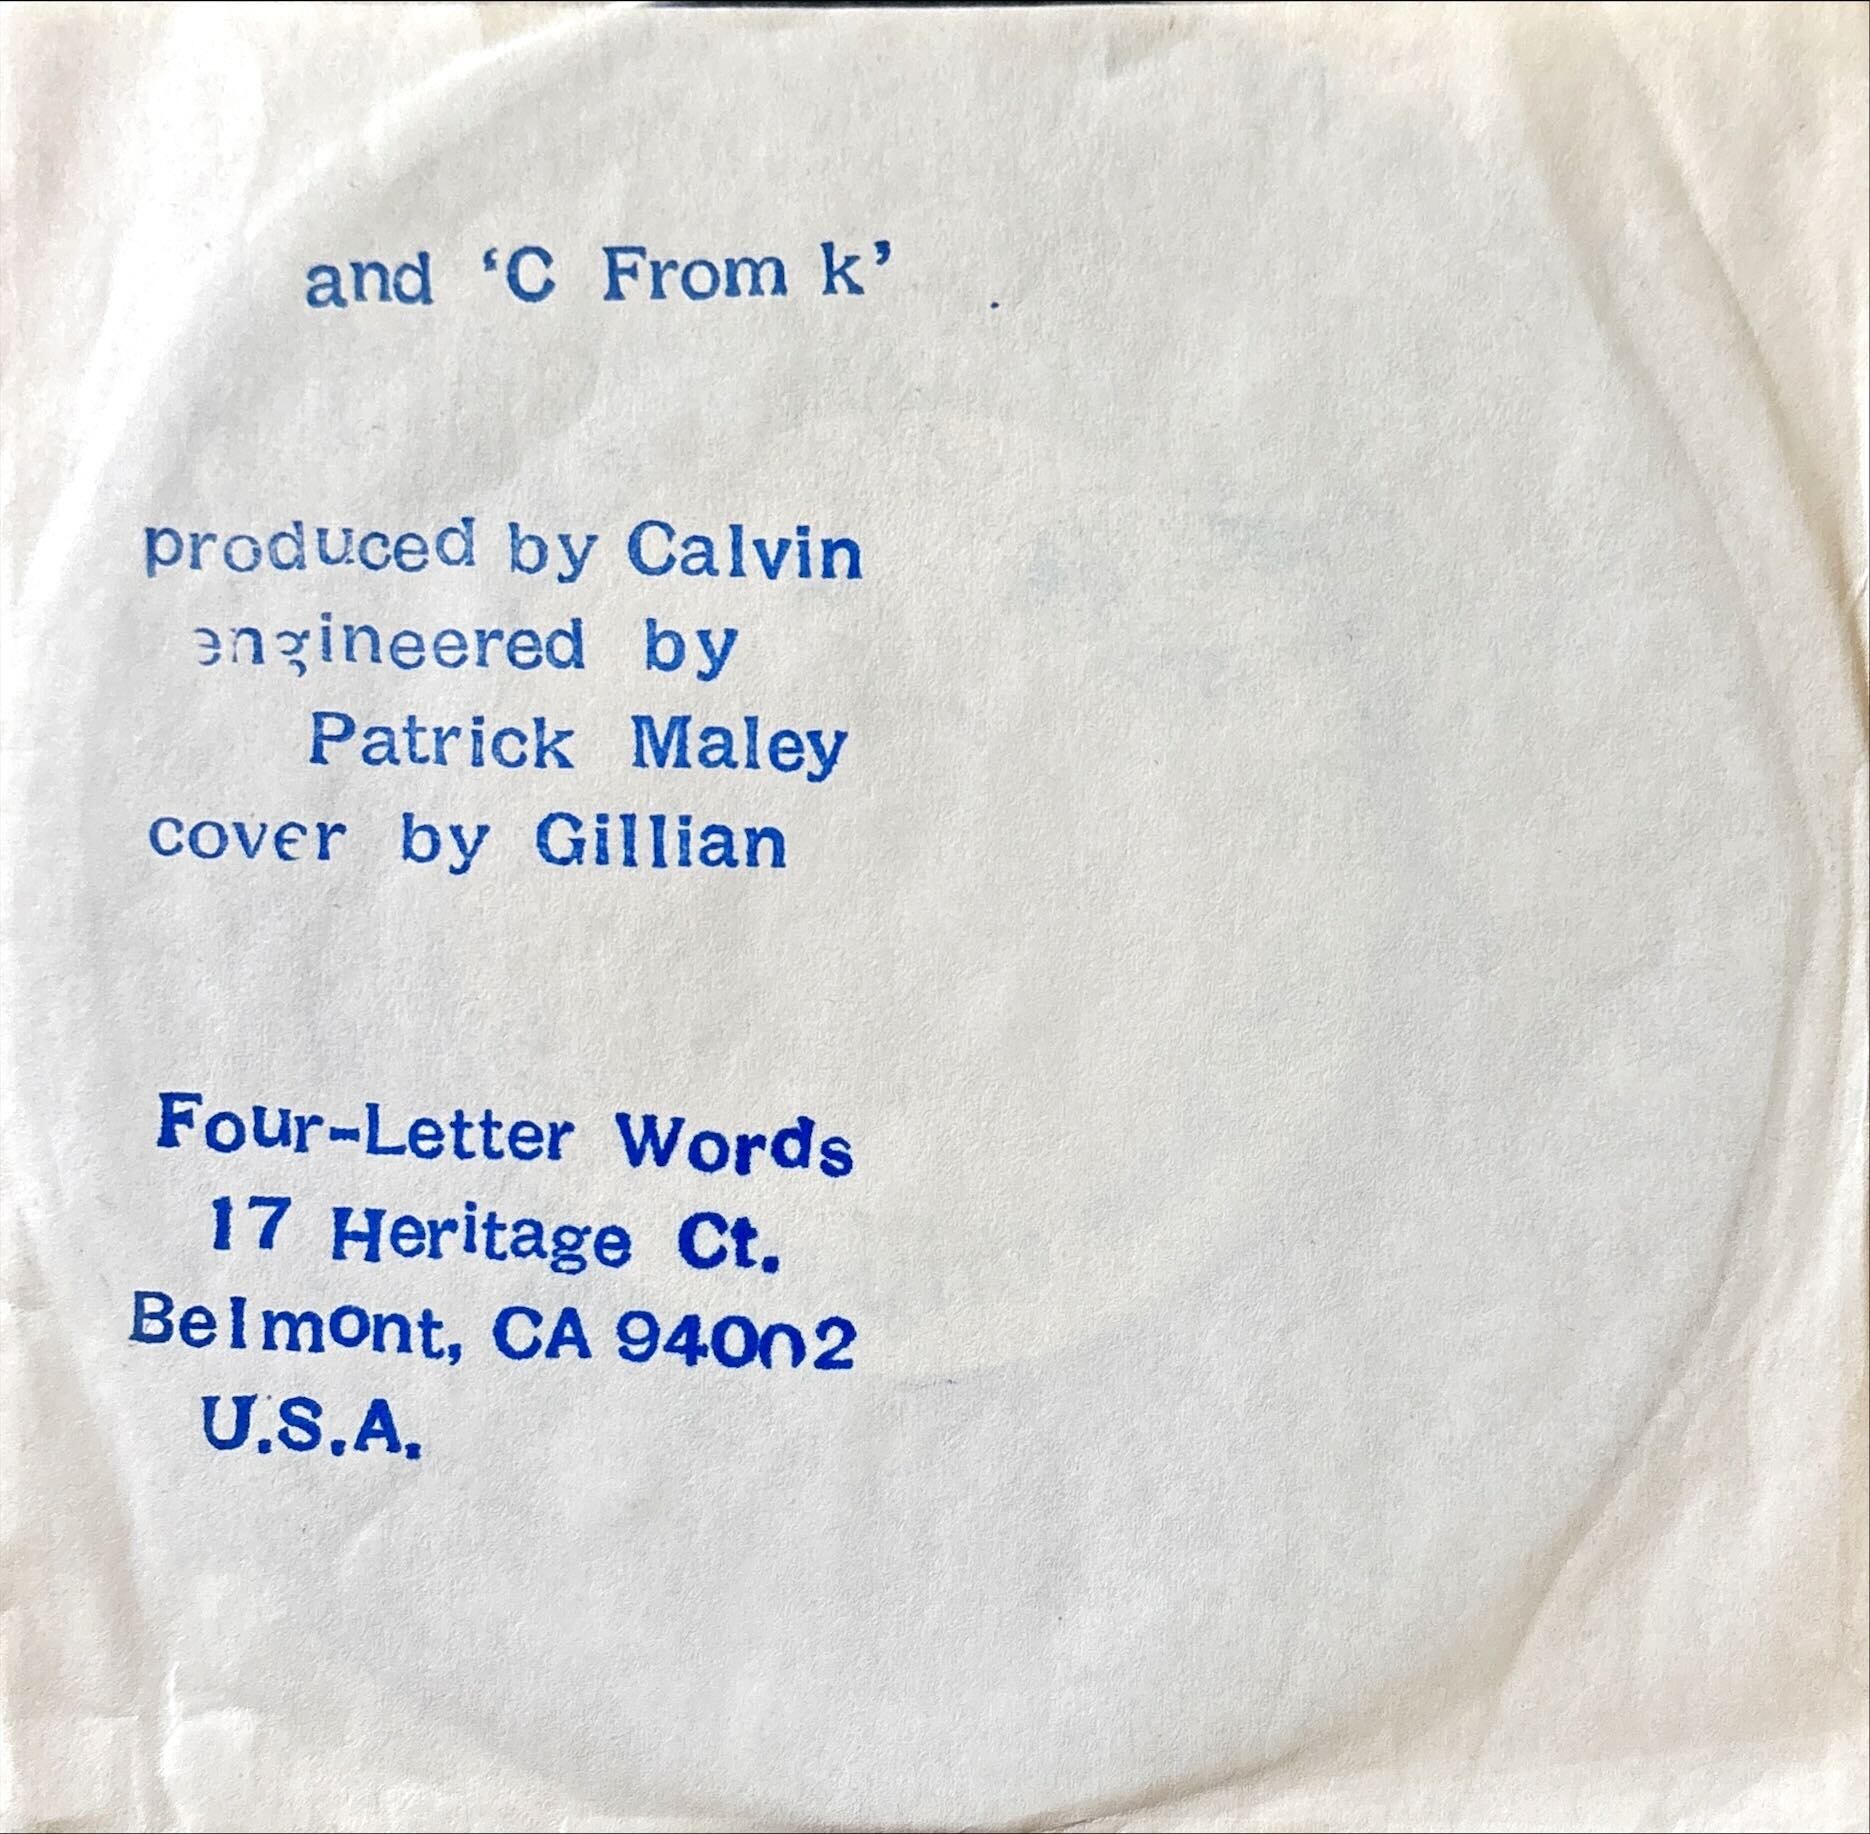 and ‘C From k’
produced by Calvin
engineered by
Patrick Maley
cover by Gillian
Four-Letter Words
17 Heritage Ct.
Belmont, CA 94002
U.S.A.